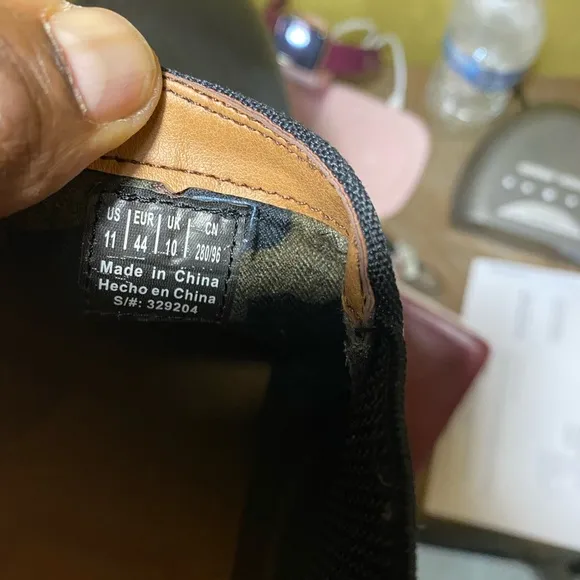 US EUR UK CN
11 44 10 280/96
Made in China
Hecho en China
S/#: 329204